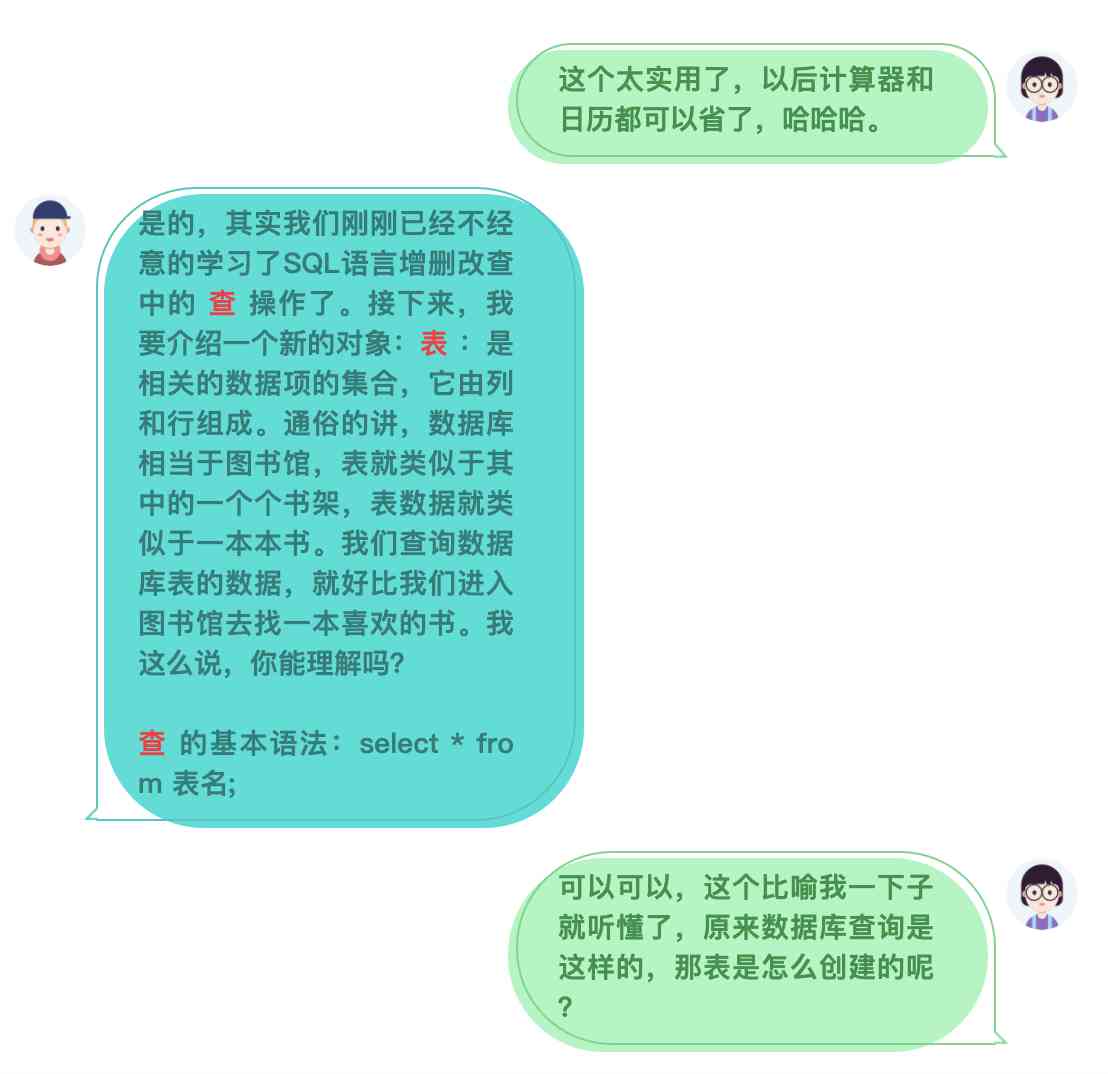 这个太实用了，以后计算器和
日历都可以省了，哈哈哈。
是的，其实我们刚刚已经不经
意的学习了SQL语言增删改查
中的 查 操作了。接下来，我
要介绍一个新的对象：表 ：是
相关的数据项的集合，它由列
和行组成。通俗的讲，数据库
相当于图书馆，表就类似于其
中的一个个书架，表数据就类
似于一本本书。我们查询数据
库表的数据，就好比我们进入
图书馆去找一本喜欢的书。我
这么说，你能理解吗？
查 的基本语法：select * fro
m 表名;
可以可以，这个比喻我一下子
就听懂了，原来数据库查询是
这样的，那表是怎么创建的呢
？